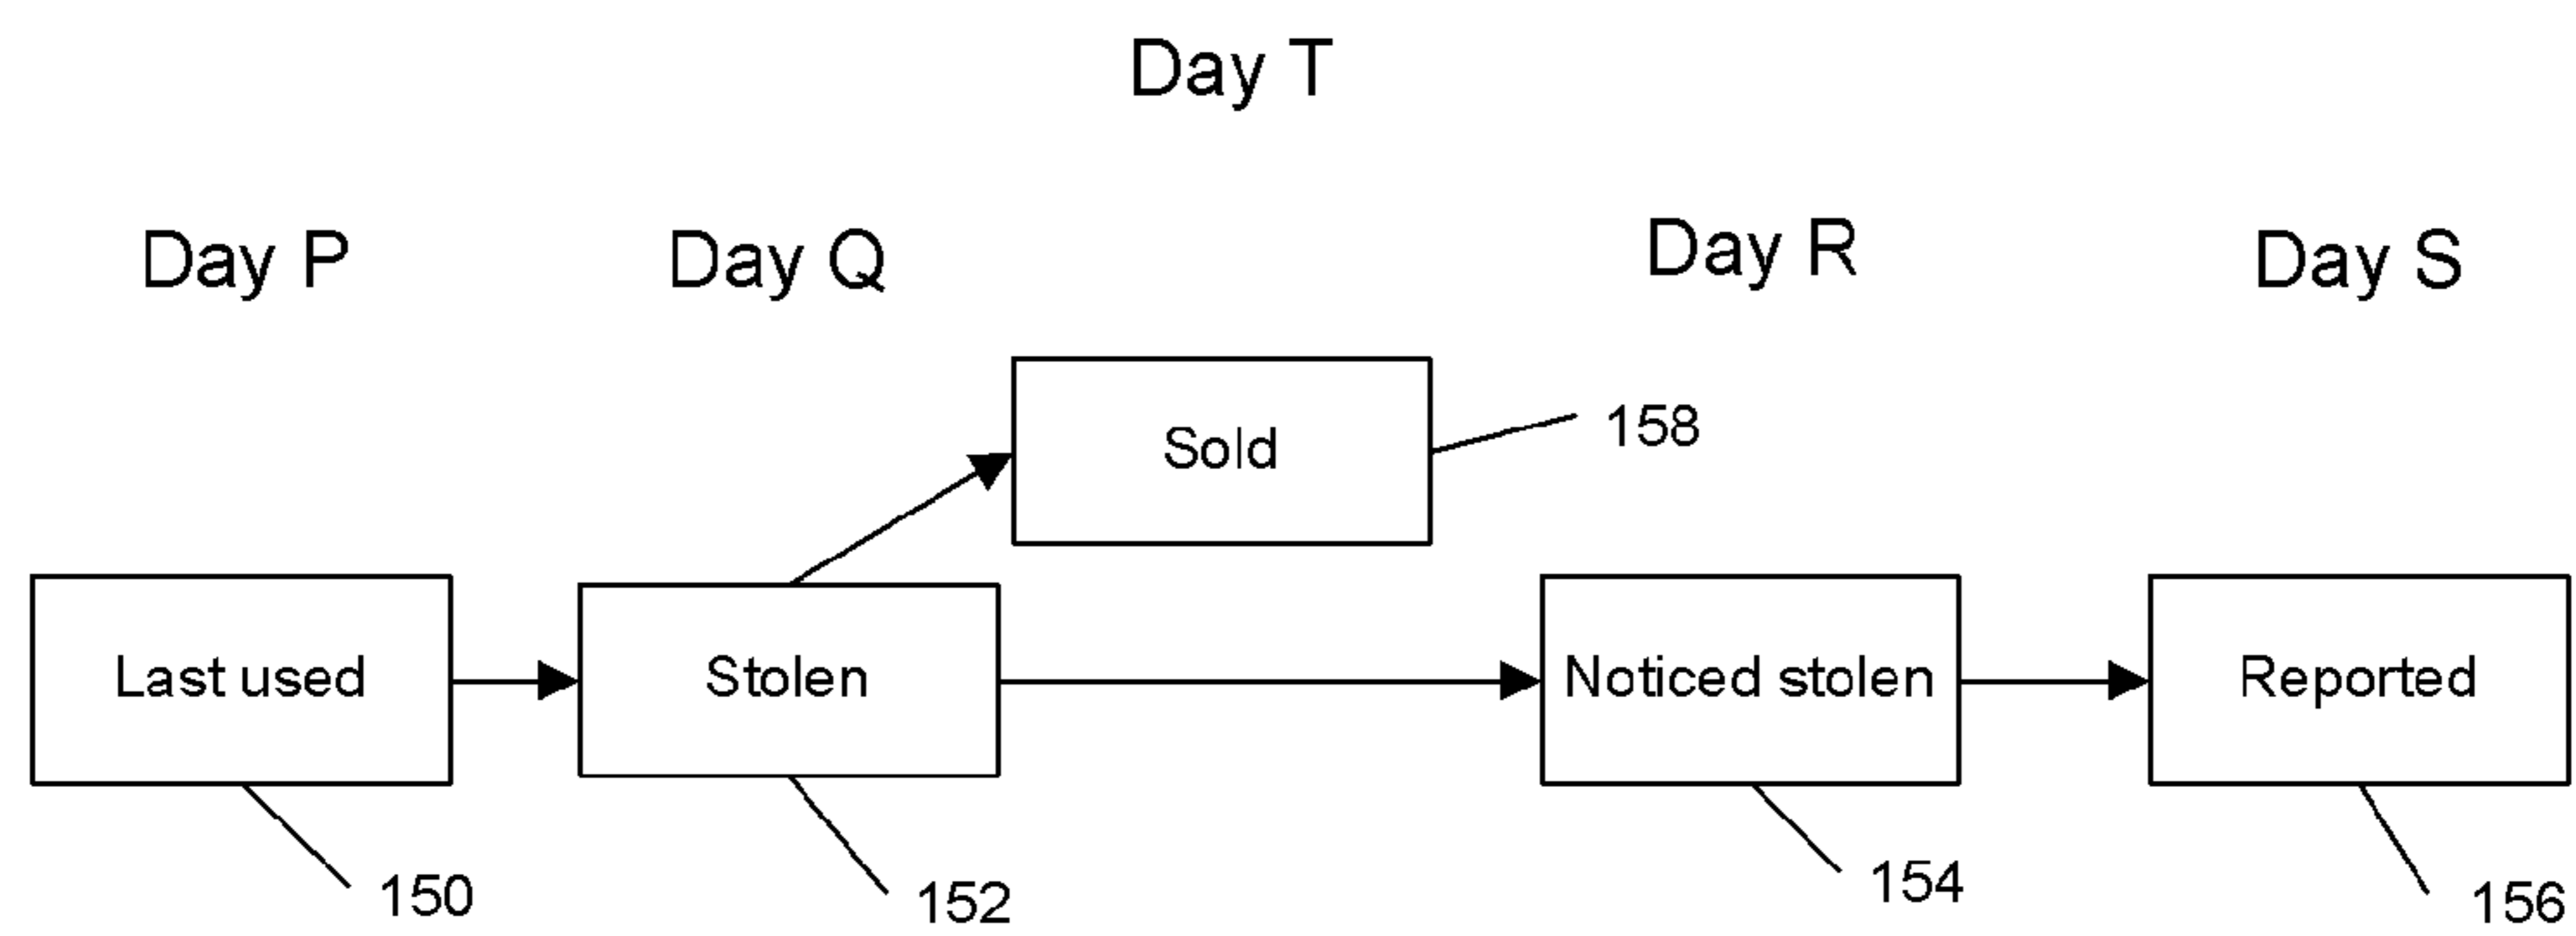 Day T
Day P
Day Q
Day R
Day S
Sold
158
Last used
Stolen
Noticed stolen
Reported
150
152
154
156